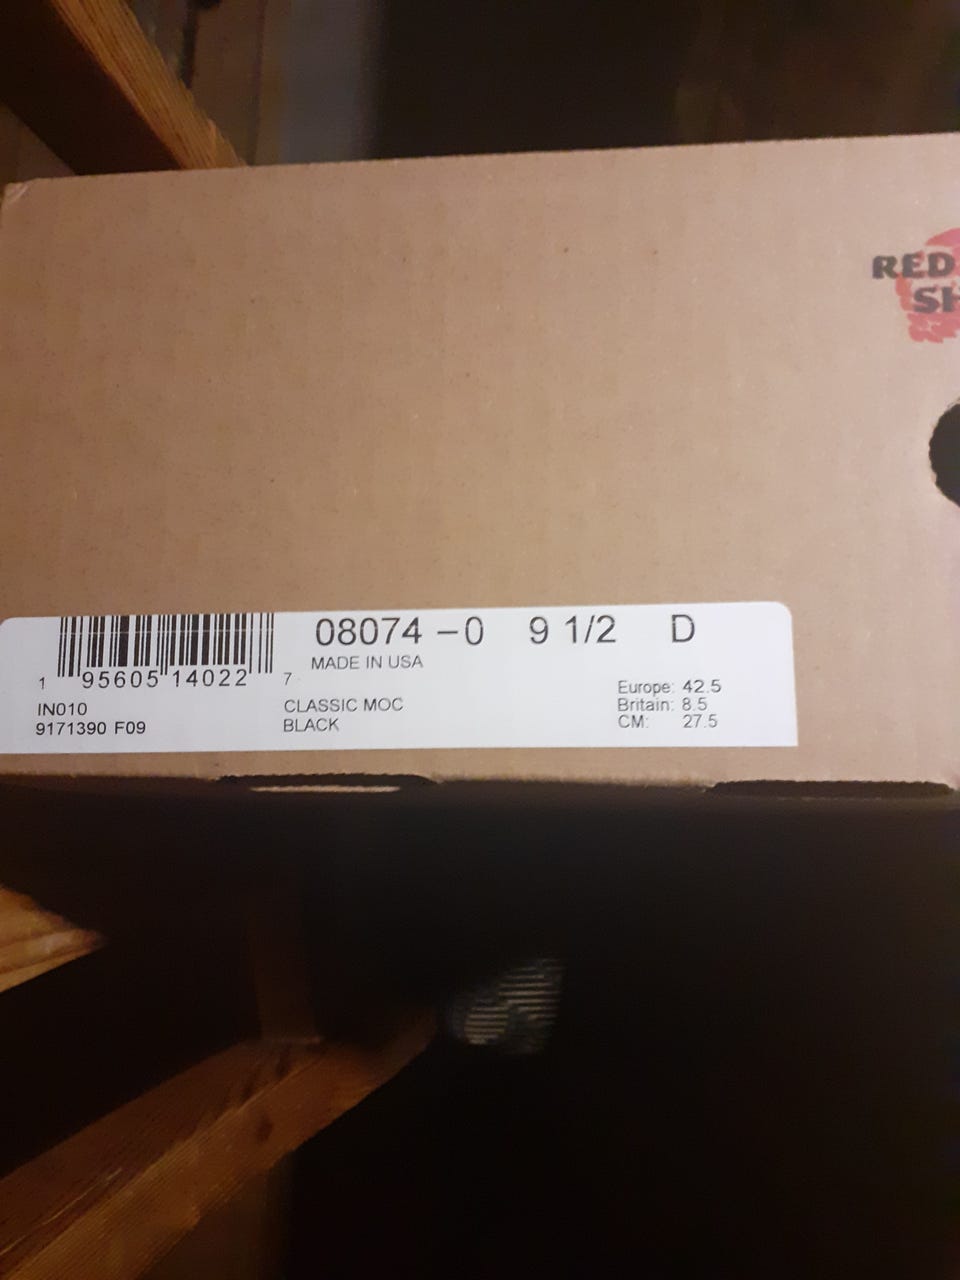 RED
SH
08074 -0 9 1/2 D
MADE IN USA
1 95605 14022 7
IN010
9171390 F09
CLASSIC MOC
BLACK
Europe: 42.5
Britain: 8.5
CM: 27.5